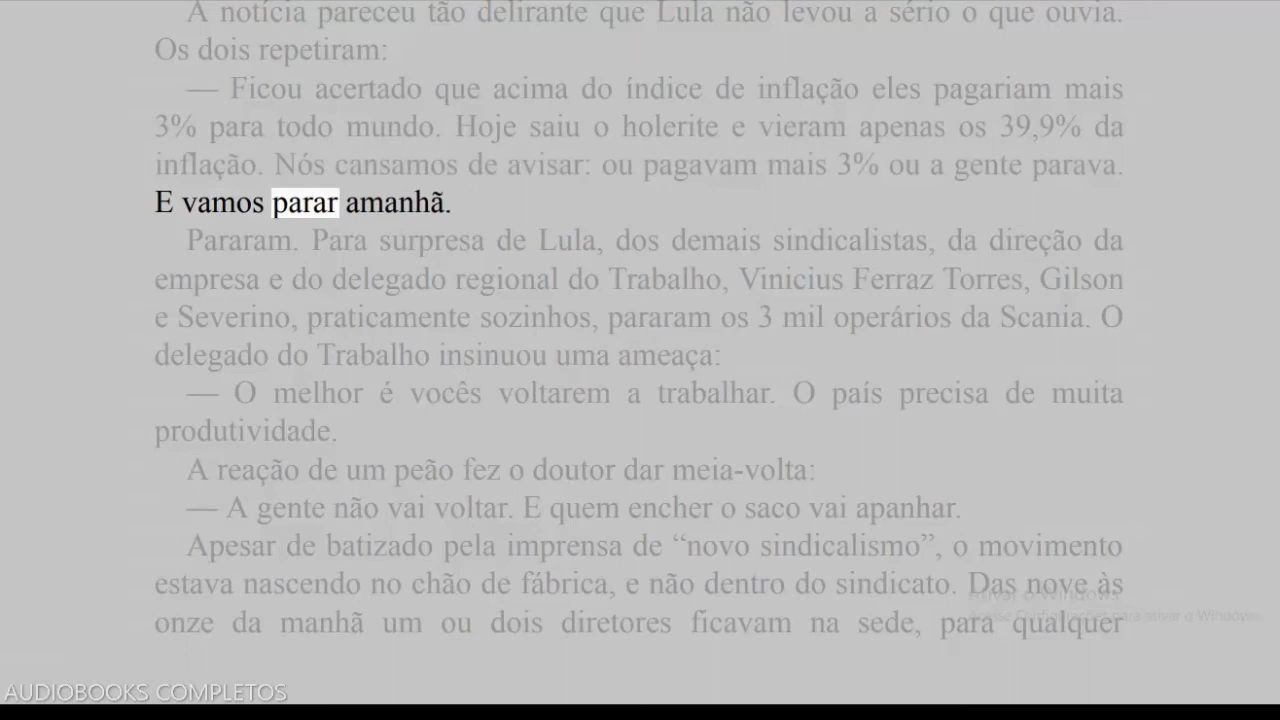 A notícia pareceu tão delirante que Lula não levou a sério o que ouvia.
Os dois repetiram:
— Ficou acertado que acima do índice de inflação eles pagariam mais
3% para todo mundo. Hoje saiu o holerite e vieram apenas os 39,9% da
inflação. Nós cansamos de avisar: ou pagavam mais 3% ou a gente parava.
E vamos parar amanhã.
Pararam. Para surpresa de Lula, dos demais sindicalistas, da direção da
empresa e do delegado regional do Trabalho, Vinicius Ferraz Torres, Gilson
e Severino, praticamente sozinhos, pararam os 3 mil operários da Scania. O
delegado do Trabalho insinuou uma ameaça:
— O melhor é vocês voltarem a trabalhar. O país precisa de muita
produtividade.
A reação de um peão fez o doutor dar meia-volta:
— A gente não vai voltar. E quem encher o saco vai apanhar.
Apesar de batizado pela imprensa de “novo sindicalismo”, o movimento
estava nascendo no chão de fábrica, e não dentro do sindicato. Das nove às
onze da manhã um ou dois diretores ficavam na sede, para qualquer
Ativar o Windows
Acesse Configurações para ativar o Windows.
AUDIOBOOKS COMPLETOS